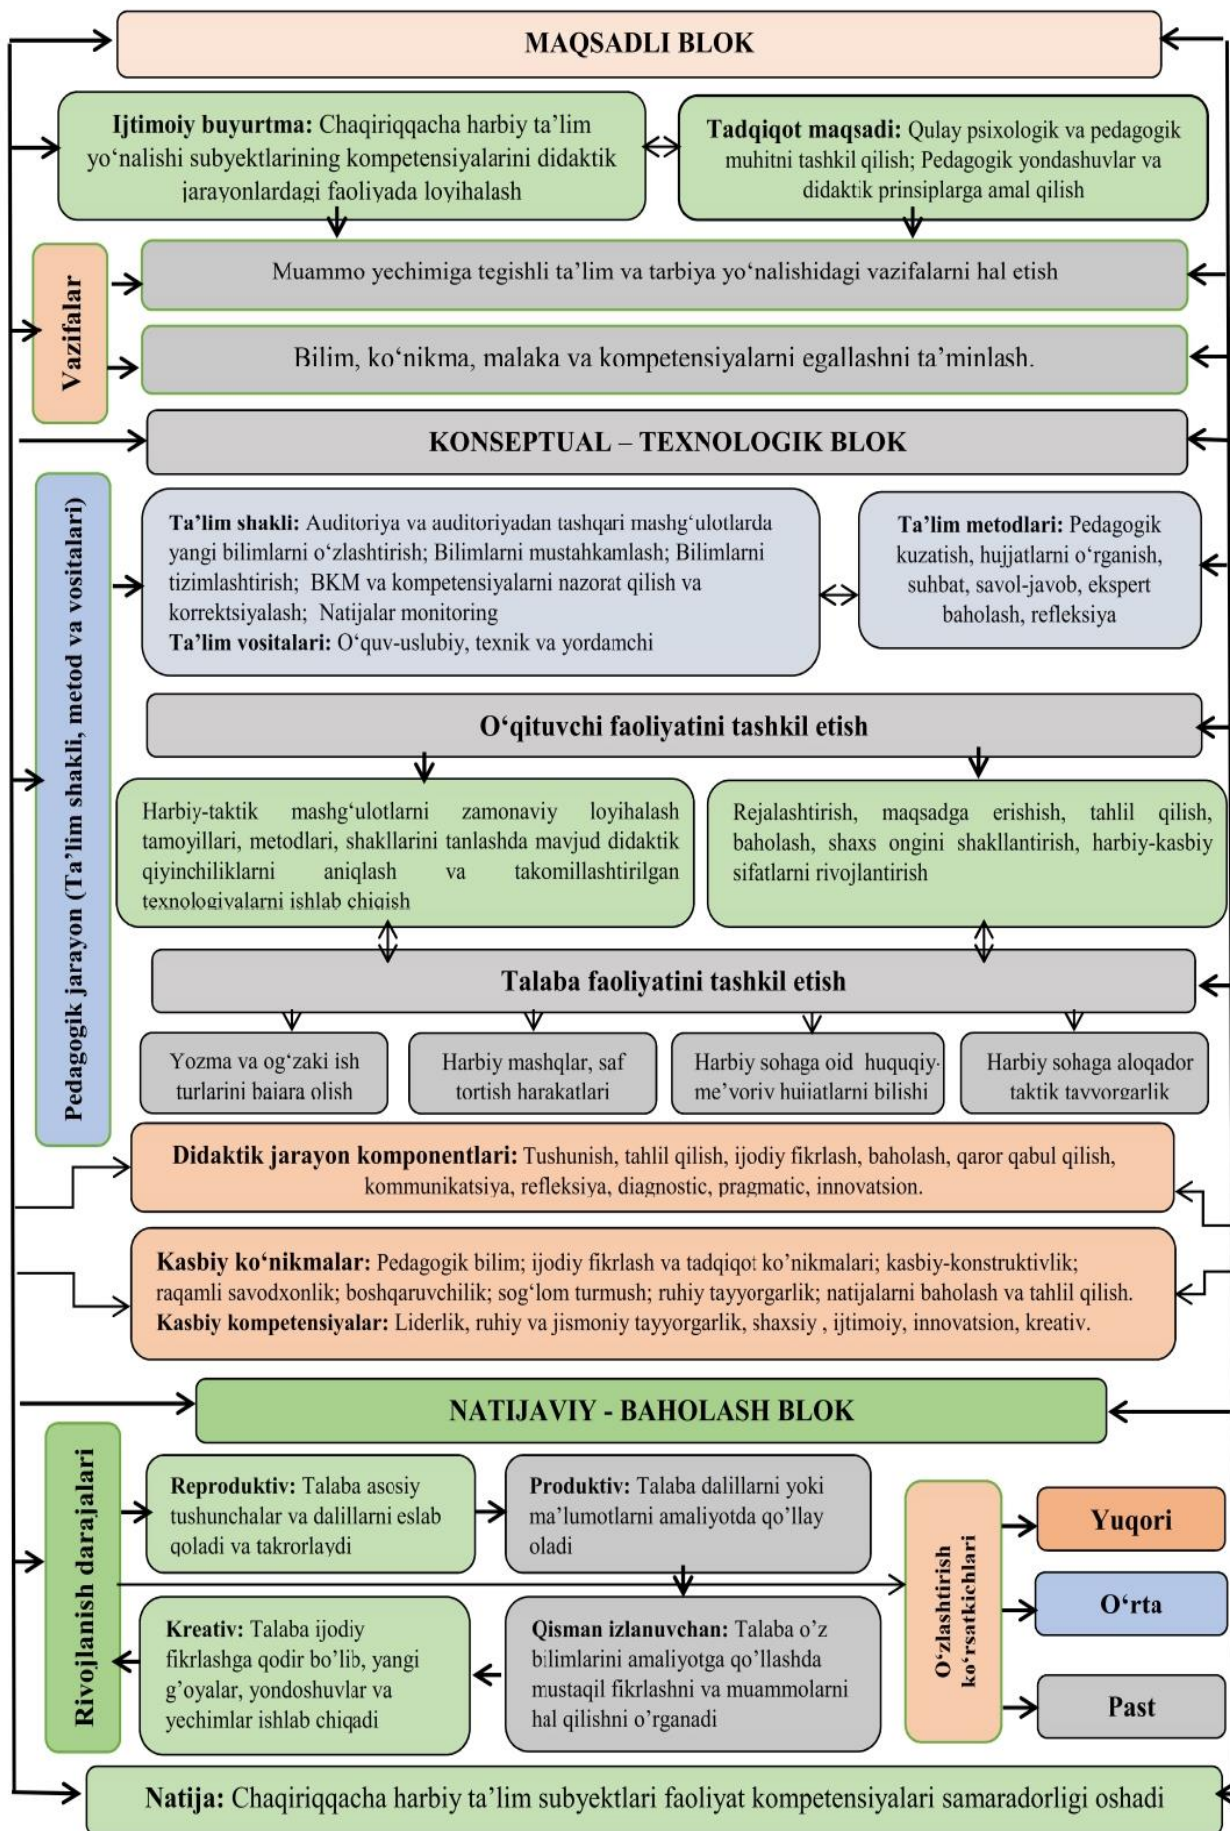 MAQSADLI BLOK
Ijtimoiy buyurtma: Chaqiriqqacha harbiy ta’lim
yo‘nalishi subyektlarining kompetensiyalarini didaktik
jarayonlardagi faoliyada loyihalash
Tadqiqot maqsadi: Qulay psixologik va pedagogik
muhitni tashkil qilish; Pedagogik yondashuvlar va
didaktik prinsiplarga amal qilish
Vazifalar
Muammo yechimiga tegishli ta’lim va tarbiya yo‘nalishidagi vazifalarni hal etish
Bilim, ko‘nikma, malaka va kompetensiyalarni egallashni ta’minlash.
KONSEPTUAL – TEXNOLOGIK BLOK
Pedagogik jarayon (Ta’lim shakli, metod va vositalari)
Ta’lim shakli: Auditoriya va auditoriyadan tashqari mashg‘ulotlarda
yangi bilimlarni o‘zlashtirish; Bilimlarni mustahkamlash; Bilimlarni
tizimlashtirish; BKM va kompetensiyalarni nazorat qilish va
korrektsiyalash; Natijalar monitoring
Ta’lim vositalari: O‘quv-uslubiy, texnik va yordamchi
Ta’lim metodlari: Pedagogik
kuzatish, hujjatlarni o‘rganish,
suhbat, savol-javob, ekspert
baholash, refleksiya
O‘qituvchi faoliyatini tashkil etish
Harbiy-taktik mashg‘ulotlarni zamonaviy loyihalash
tamoyillari, metodlari, shakllarini tanlashda mavjud didaktik
qiyinchiliklarni aniqlash va takomillashtirilgan
texnologiyalarni ishlab chiqish
Rejalashtirish, maqsadga erishish, tahlil qilish,
baholash, shaxs ongini shakllantirish, harbiy-kasbiy
sifatlarni rivojlantirish
Talaba faoliyatini tashkil etish
Yozma va og‘zaki ish
turlarini bajara olish
Harbiy mashqlar, saf
tortish harakatlari
Harbiy sohaga oid huquqiy-
me’yoriy hujjatlarni bilishi
Harbiy sohaga aloqador
taktik tayyorgarlik
Didaktik jarayon komponentlari: Tushunish, tahlil qilish, ijodiy fikrlash, baholash, qaror qabul qilish,
kommunikatsiya, refleksiya, diagnostic, pragmatic, innovatsion.
Kasbiy ko‘nikmalar: Pedagogik bilim; ijodiy fikrlash va tadqiqot ko’nikmalari; kasbiy-konstruktivlik;
raqamli savodxonlik; boshqaruvchilik; sog‘lom turmush; ruhiy tayyorgarlik; natijalarni baholash va tahlil qilish.
Kasbiy kompetensiyalar: Liderlik, ruhiy va jismoniy tayyorgarlik, shaxsiy , ijtimoiy, innovatsion, kreativ.
NATIJAVIY - BAHOLASH BLOK
Rivojlanish darajalari
Reproduktiv: Talaba asosiy
tushunchalar va dalillarni eslab
qoladi va takrorlaydi
Produktiv: Talaba dalillarni yoki
ma’lumotlarni amaliyotda qo’llay
oladi
Kreativ: Talaba ijodiy
fikrlashga qodir bo’lib, yangi
g’oyalar, yondoshuvlar va
yechimlar ishlab chiqadi
Qisman izlanuvchan: Talaba o’z
bilimlarini amaliyotga qo’llashda
mustaqil fikrlashni va muammolarni
hal qilishni o’rganadi
O‘zlashtirish
ko‘rsatkichlari
Yuqori
O‘rta
Past
Natija: Chaqiriqqacha harbiy ta’lim subyektlari faoliyat kompetensiyalari samaradorligi oshadi